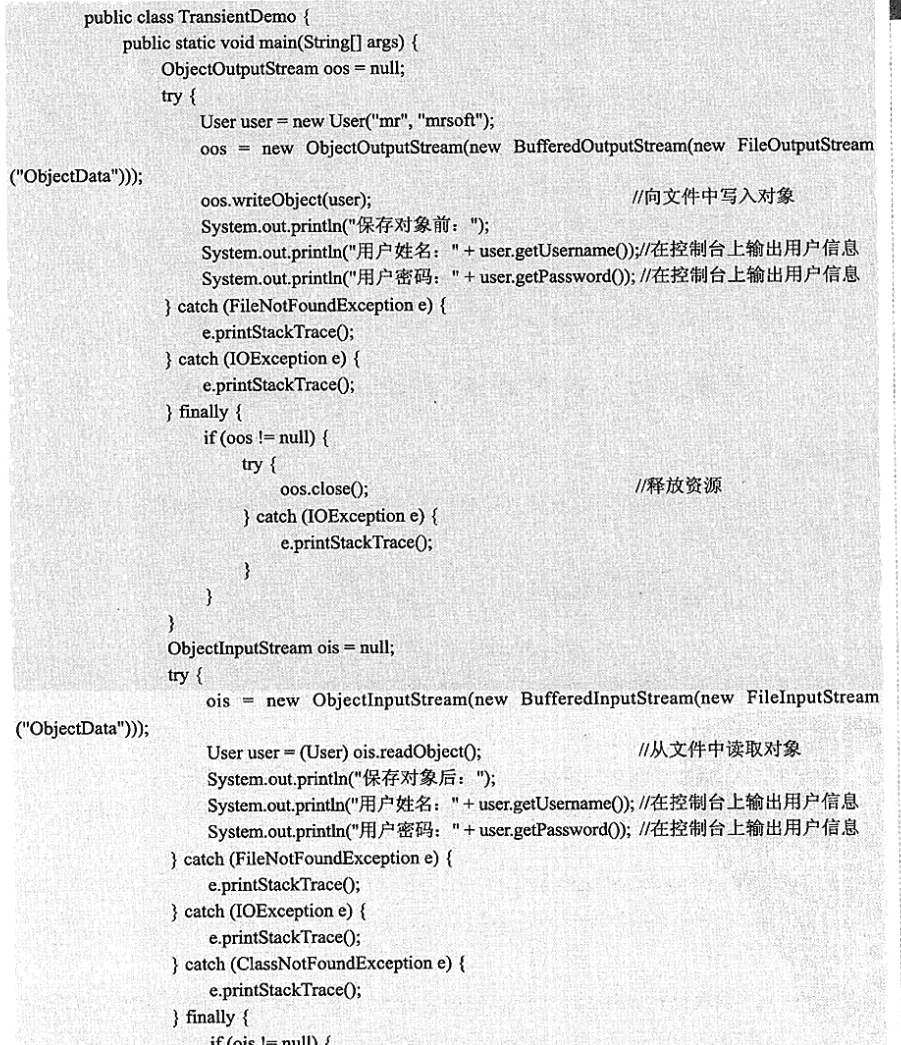 public class TransientDemo {
public static void main(String[] args) {
ObjectOutputStream oos = null;
try {
User user = new User("mr", "mrsoft");
oos = new ObjectOutputStream(new BufferedOutputStream(new FileOutputStream
("ObjectData")));
oos.writeObject(user); //向文件中写入对象
System.out.println("保存对象前：");
System.out.println("用户姓名：" + user.getUsername());//在控制台上输出用户信息
System.out.println("用户密码：" + user.getPassword()); //在控制台上输出用户信息
} catch (FileNotFoundException e) {
e.printStackTrace();
} catch (IOException e) {
e.printStackTrace();
} finally {
if (oos != null) {
try {
oos.close(); //释放资源
} catch (IOException e) {
e.printStackTrace();
}
}
}
ObjectInputStream ois = null;
try {
ois = new ObjectInputStream(new BufferedInputStream(new FileInputStream
("ObjectData")));
User user = (User) ois.readObject(); //从文件中读取对象
System.out.println("保存对象后：");
System.out.println("用户姓名：" + user.getUsername()); //在控制台上输出用户信息
System.out.println("用户密码：" + user.getPassword()); //在控制台上输出用户信息
} catch (FileNotFoundException e) {
e.printStackTrace();
} catch (IOException e) {
e.printStackTrace();
} catch (ClassNotFoundException e) {
e.printStackTrace();
} finally {
if (ois != null) {